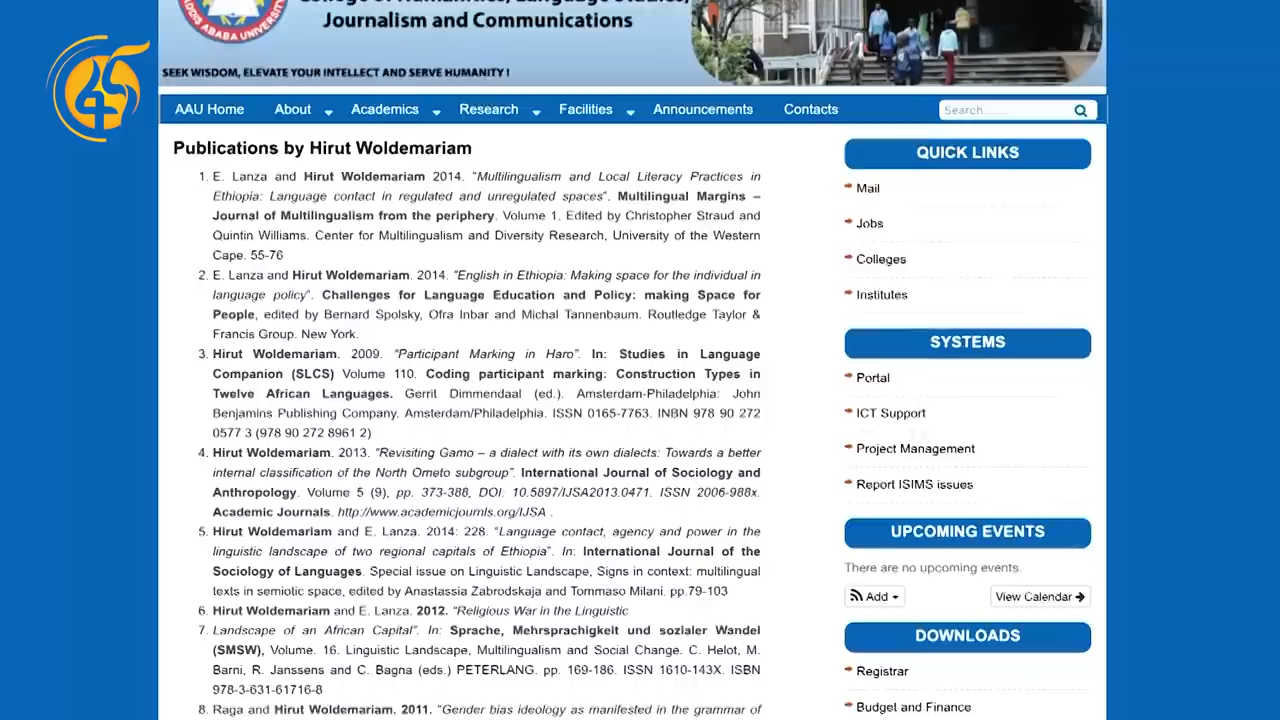 College of Humanities, Language Studies,
Journalism and Communications
ADDIS ABABA UNIVERSITY
SEEK WISDOM, ELEVATE YOUR INTELLECT AND SERVE HUMANITY !
45
AAU Home About Academics Research Facilities Announcements Contacts Search.......
Publications by Hirut Woldemariam
1. E. Lanza and Hirut Woldemariam 2014. “Multilingualism and Local Literacy Practices in
Ethiopia: Language contact in regulated and unregulated spaces”. Multilingual Margins –
Journal of Multilingualism from the periphery. Volume 1. Edited by Christopher Straud and
Quintin Williams. Center for Multilingualism and Diversity Research, University of the Western
Cape. 55-76
2. E. Lanza and Hirut Woldemariam. 2014. “English in Ethiopia: Making space for the individual in
language policy”. Challenges for Language Education and Policy: making Space for
People, edited by Bernard Spolsky, Ofra Inbar and Michal Tannenbaum. Routledge Taylor &
Francis Group. New York.
3. Hirut Woldemariam. 2009. “Participant Marking in Haro”. In: Studies in Language
Companion (SLCS) Volume 110. Coding participant marking: Construction Types in
Twelve African Languages. Gerrit Dimmendaal (ed.). Amsterdam-Philadelphia: John
Benjamins Publishing Company. Amsterdam/Philadelphia. ISSN 0165-7763. INBN 978 90 272
0577 3 (978 90 272 8961 2)
4. Hirut Woldemariam. 2013. “Revisiting Gamo – a dialect with its own dialects: Towards a better
internal classification of the North Ometo subgroup”. International Journal of Sociology and
Anthropology. Volume 5 (9), pp. 373-388, DOI: 10.5897/IJSA2013.0471. ISSN 2006-988x.
Academic Journals. http://www.academicjournls.org/IJSA .
5. Hirut Woldemariam and E. Lanza. 2014: 228. “Language contact, agency and power in the
linguistic landscape of two regional capitals of Ethiopia”. In: International Journal of the
Sociology of Languages. Special issue on Linguistic Landscape, Signs in context: multilingual
texts in semiotic space, edited by Anastassia Zabrodskaja and Tommaso Milani. pp.79-103
6. Hirut Woldemariam and E. Lanza. 2012. “Religious War in the Linguistic
7. Landscape of an African Capital”. In: Sprache, Mehrsprachigkeit und sozialer Wandel
(SMSW), Volume. 16. Linguistic Landscape, Multilingualism and Social Change. C. Helot, M.
Barni, R. Janssens and C. Bagna (eds.) PETERLANG. pp. 169-186. ISSN 1610-143X. ISBN
978-3-631-61716-8
8. Raga and Hirut Woldemariam. 2011. “Gender bias ideology as manifested in the grammar of
QUICK LINKS
Mail
Jobs
Colleges
Institutes
SYSTEMS
Portal
ICT Support
Project Management
Report ISIMS issues
UPCOMING EVENTS
There are no upcoming events.
Add View Calendar
DOWNLOADS
Registrar
Budget and Finance